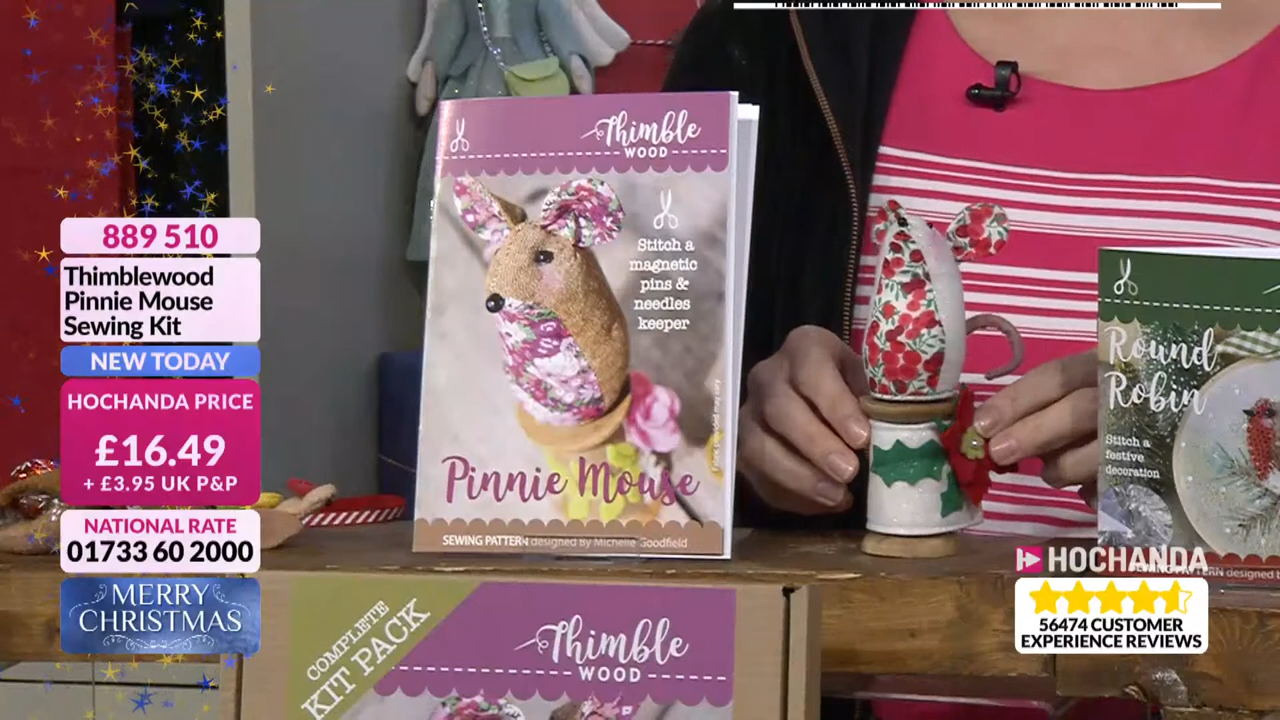 889 510
Thimblewood
Pinnie Mouse
Sewing Kit
NEW TODAY
HOCHANDA PRICE
£16.49
+ £3.95 UK P&P
NATIONAL RATE
01733 60 2000
MERRY
CHRISTMAS
Thimble
WOOD
Stitch a
magnetic
pins &
needles
keeper
Pinnie Mouse
SEWING PATTERN designed by Michelle Goodfield
COMPLETE
KIT PACK
Thimble
WOOD
Round
Robin
Stitch a
festive
decoration
designed
HOCHANDA
56474 CUSTOMER
EXPERIENCE REVIEWS